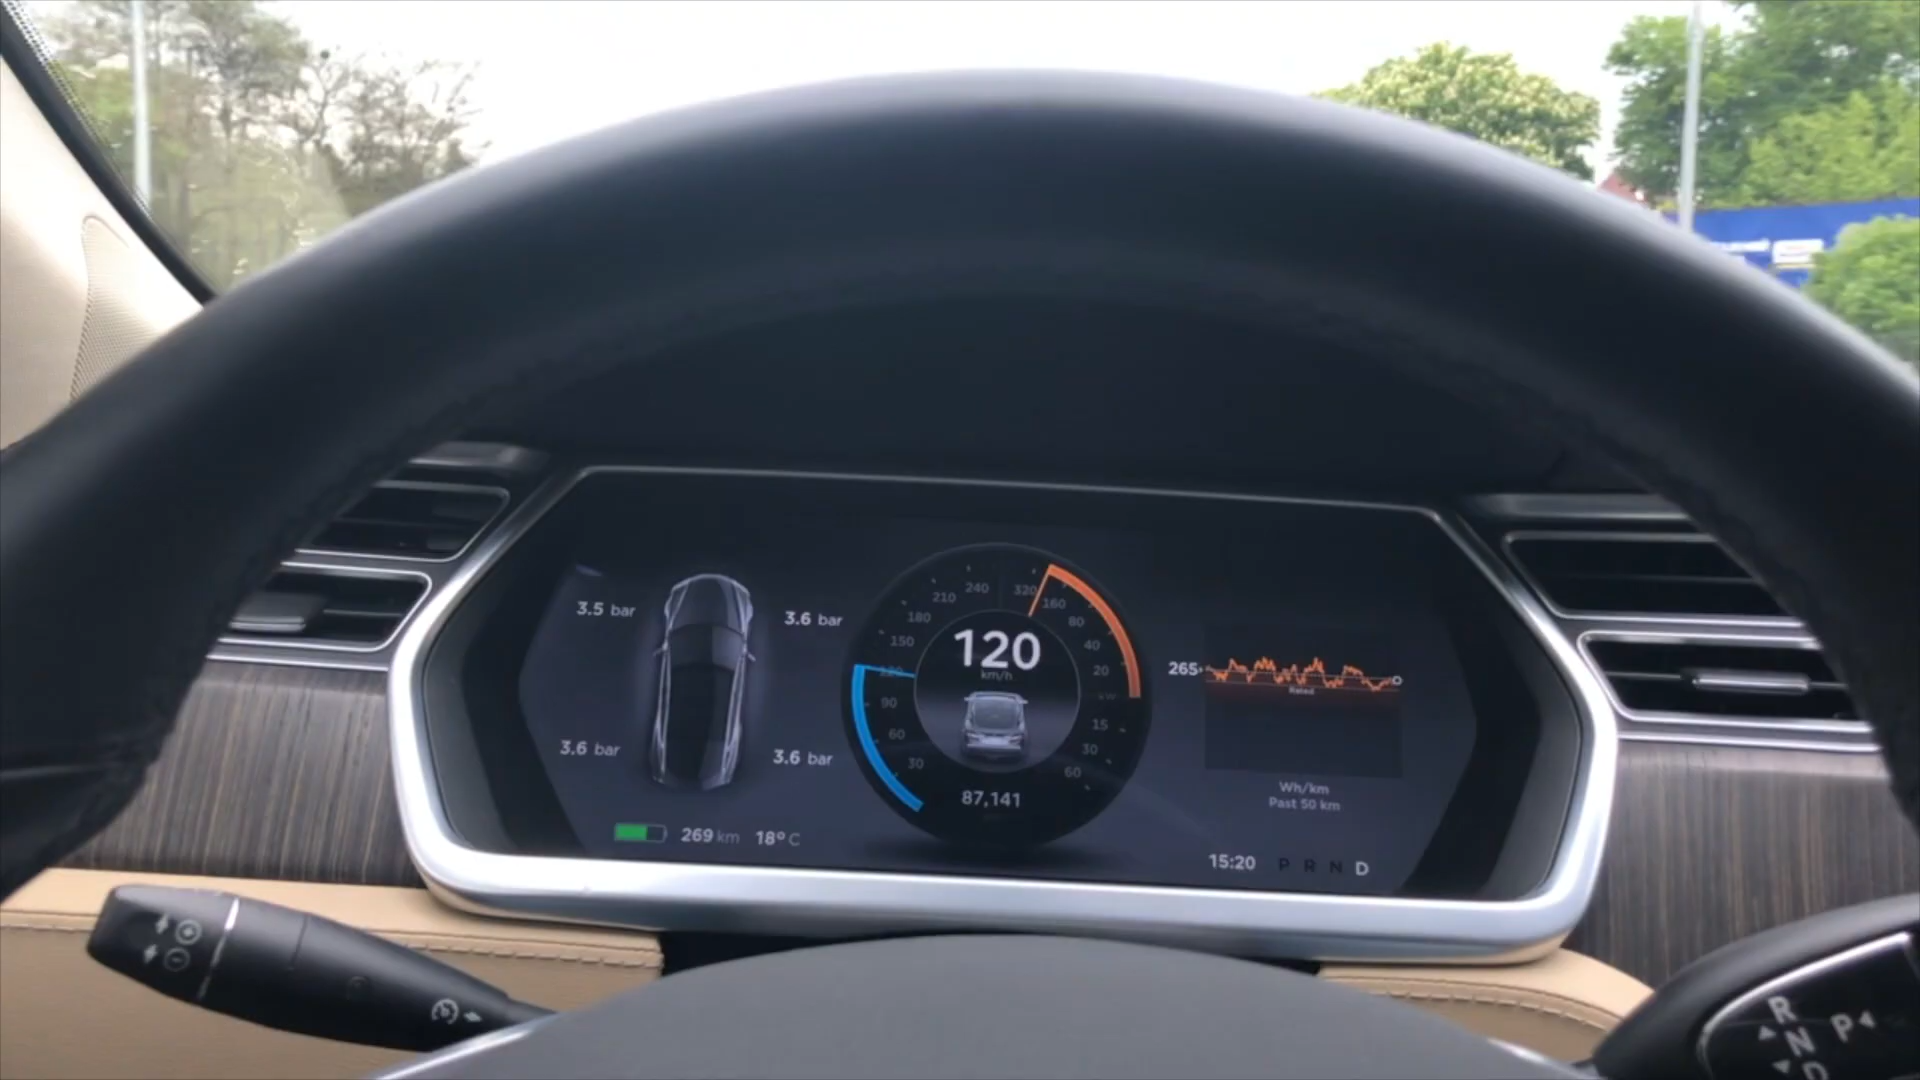 3.5 bar
3.6 bar
3.6 bar
3.6 bar
269 km
18° C
240
210
180
150
120
90
60
30
320
160
80
40
20
kW
15
30
60
120
km/h
87,141
265
Rated
Wh/km
Past 50 km
15:20
P R N D
R
N
D
P